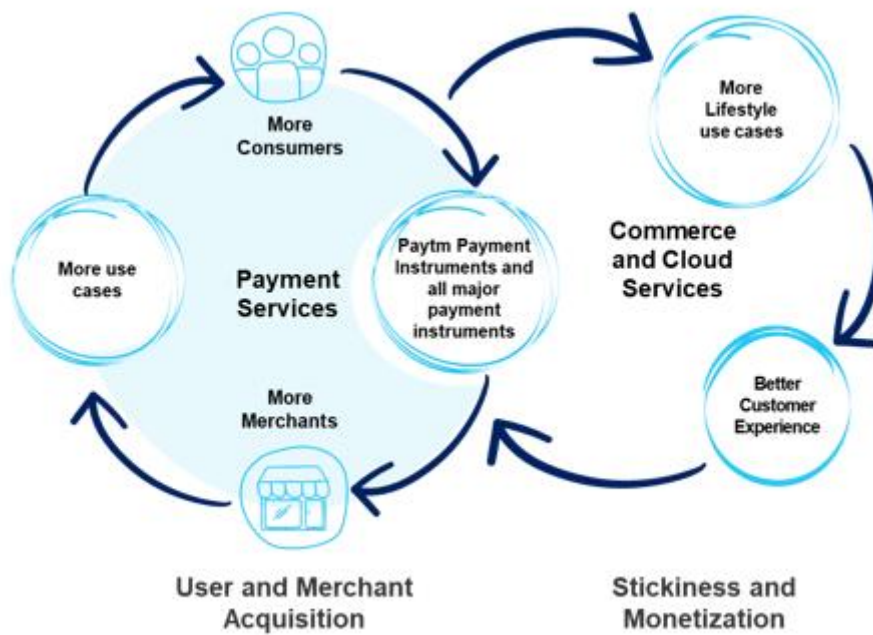 More
Consumers
More use
cases
Payment
Services
Paytm Payment
Instruments and
all major
payment
instruments
More
Merchants
More
Lifestyle
use cases
Commerce
and Cloud
Services
Better
Customer
Experience
User and Merchant
Acquisition
Stickiness and
Monetization